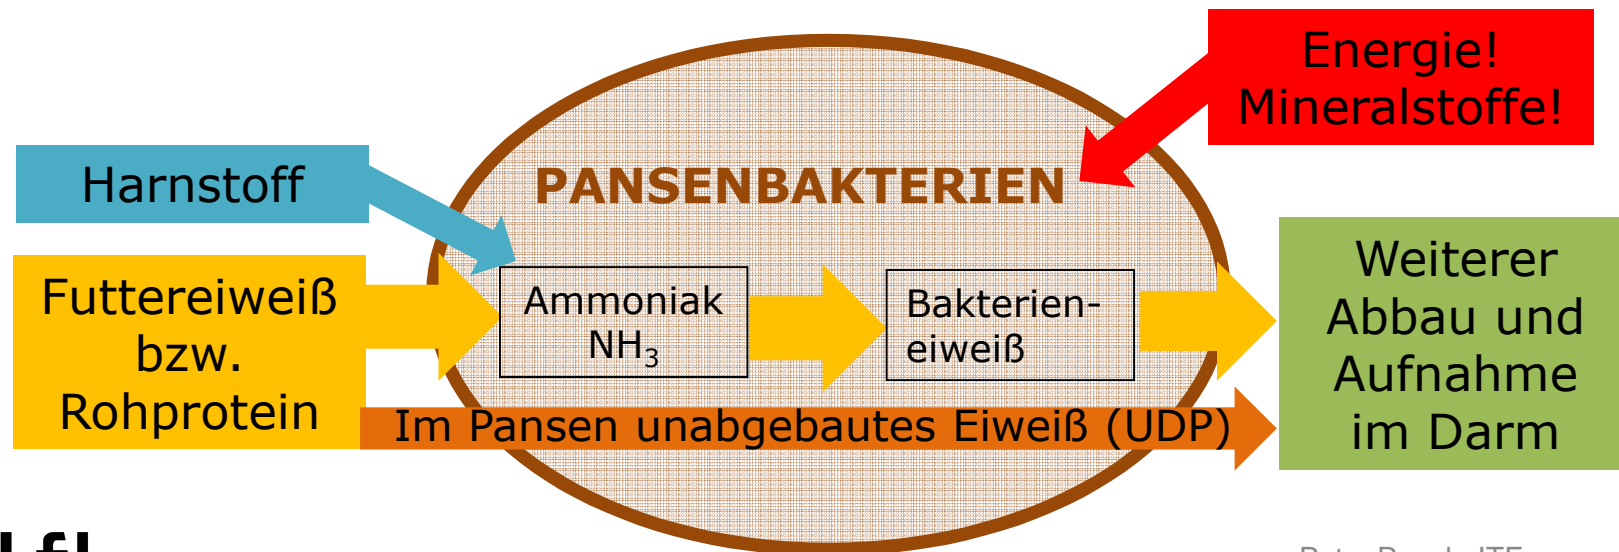 Energie!
Mineralstoffe!
Harnstoff
PANSENBAKTERIEN
Futtereiweiß
bzw.
Rohprotein
Ammoniak
NH₃
Bakterien-
eiweiß
Weiterer
Abbau und
Aufnahme
im Darm
Im Pansen unabgebautes Eiweiß (UDP)